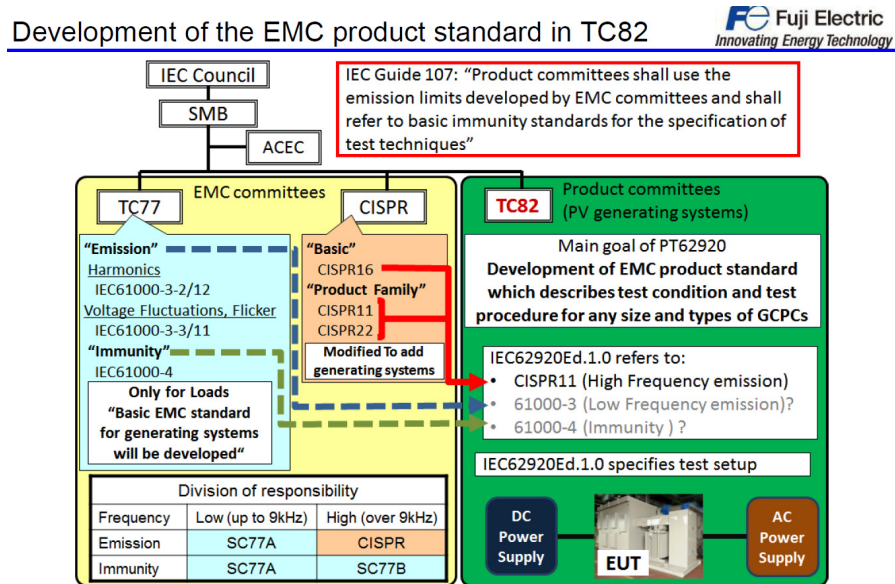 Development of the EMC product standard in TC82
Fuji Electric
Innovating Energy Technology
IEC Council
SMB
ACEC
IEC Guide 107: “Product committees shall use the
emission limits developed by EMC committees and shall
refer to basic immunity standards for the specification of
test techniques”
EMC committees
TC77
CISPR
“Emission”
Harmonics
IEC61000-3-2/12
Voltage Fluctuations, Flicker
IEC61000-3-3/11
“Immunity”
IEC61000-4
Only for Loads
“Basic EMC standard
for generating systems
will be developed“
“Basic”
CISPR16
“Product Family”
CISPR11
CISPR22
Modified To add
generating systems
Division of responsibility
Frequency Low (up to 9kHz) High (over 9kHz)
Emission SC77A CISPR
Immunity SC77A SC77B
TC82
Product committees
(PV generating systems)
Main goal of PT62920
Development of EMC product standard
which describes test condition and test
procedure for any size and types of GCPCs
IEC62920Ed.1.0 refers to:
• CISPR11 (High Frequency emission)
• 61000-3 (Low Frequency emission)?
• 61000-4 (Immunity ) ?
IEC62920Ed.1.0 specifies test setup
DC
Power
Supply
EUT
AC
Power
Supply